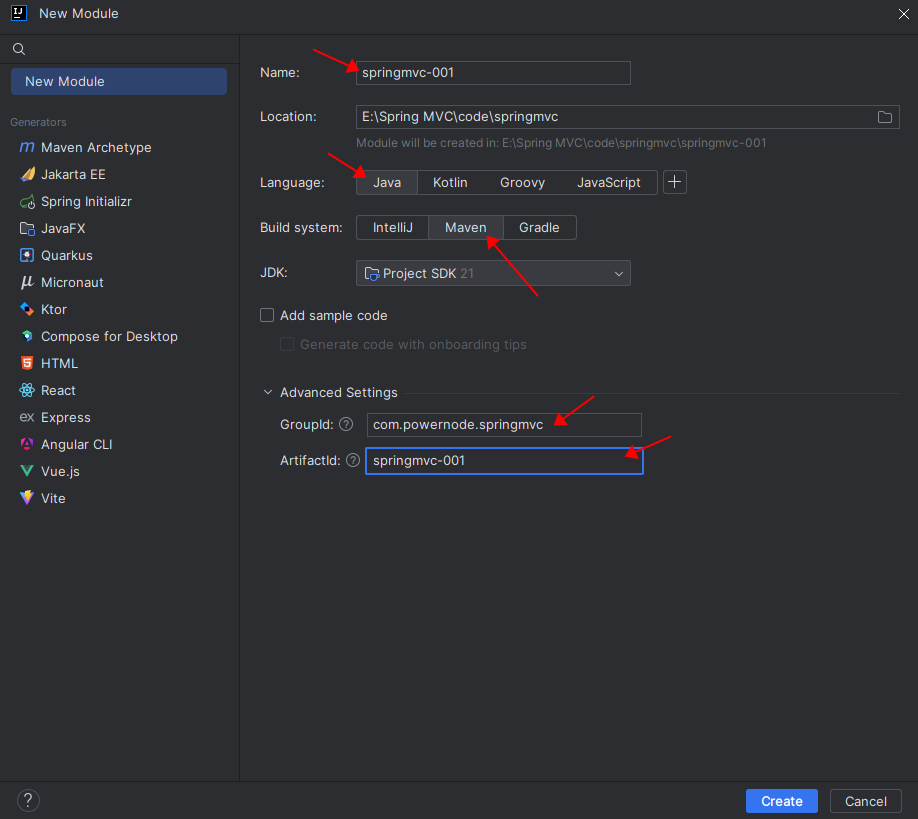 New Module
New Module
Generators
Maven Archetype
Jakarta EE
Spring Initializr
JavaFX
Quarkus
Micronaut
Ktor
Compose for Desktop
HTML
React
Express
Angular CLI
Vue.js
Vite
Name: springmvc-001
Location: E:\Spring MVC\code\springmvc
Module will be created in: E:\Spring MVC\code\springmvc\springmvc-001
Language: Java Kotlin Groovy JavaScript
Build system: IntelliJ Maven Gradle
JDK: Project SDK 21
Add sample code
Generate code with onboarding tips
Advanced Settings
GroupId: com.powernode.springmvc
ArtifactId: springmvc-001
Create Cancel